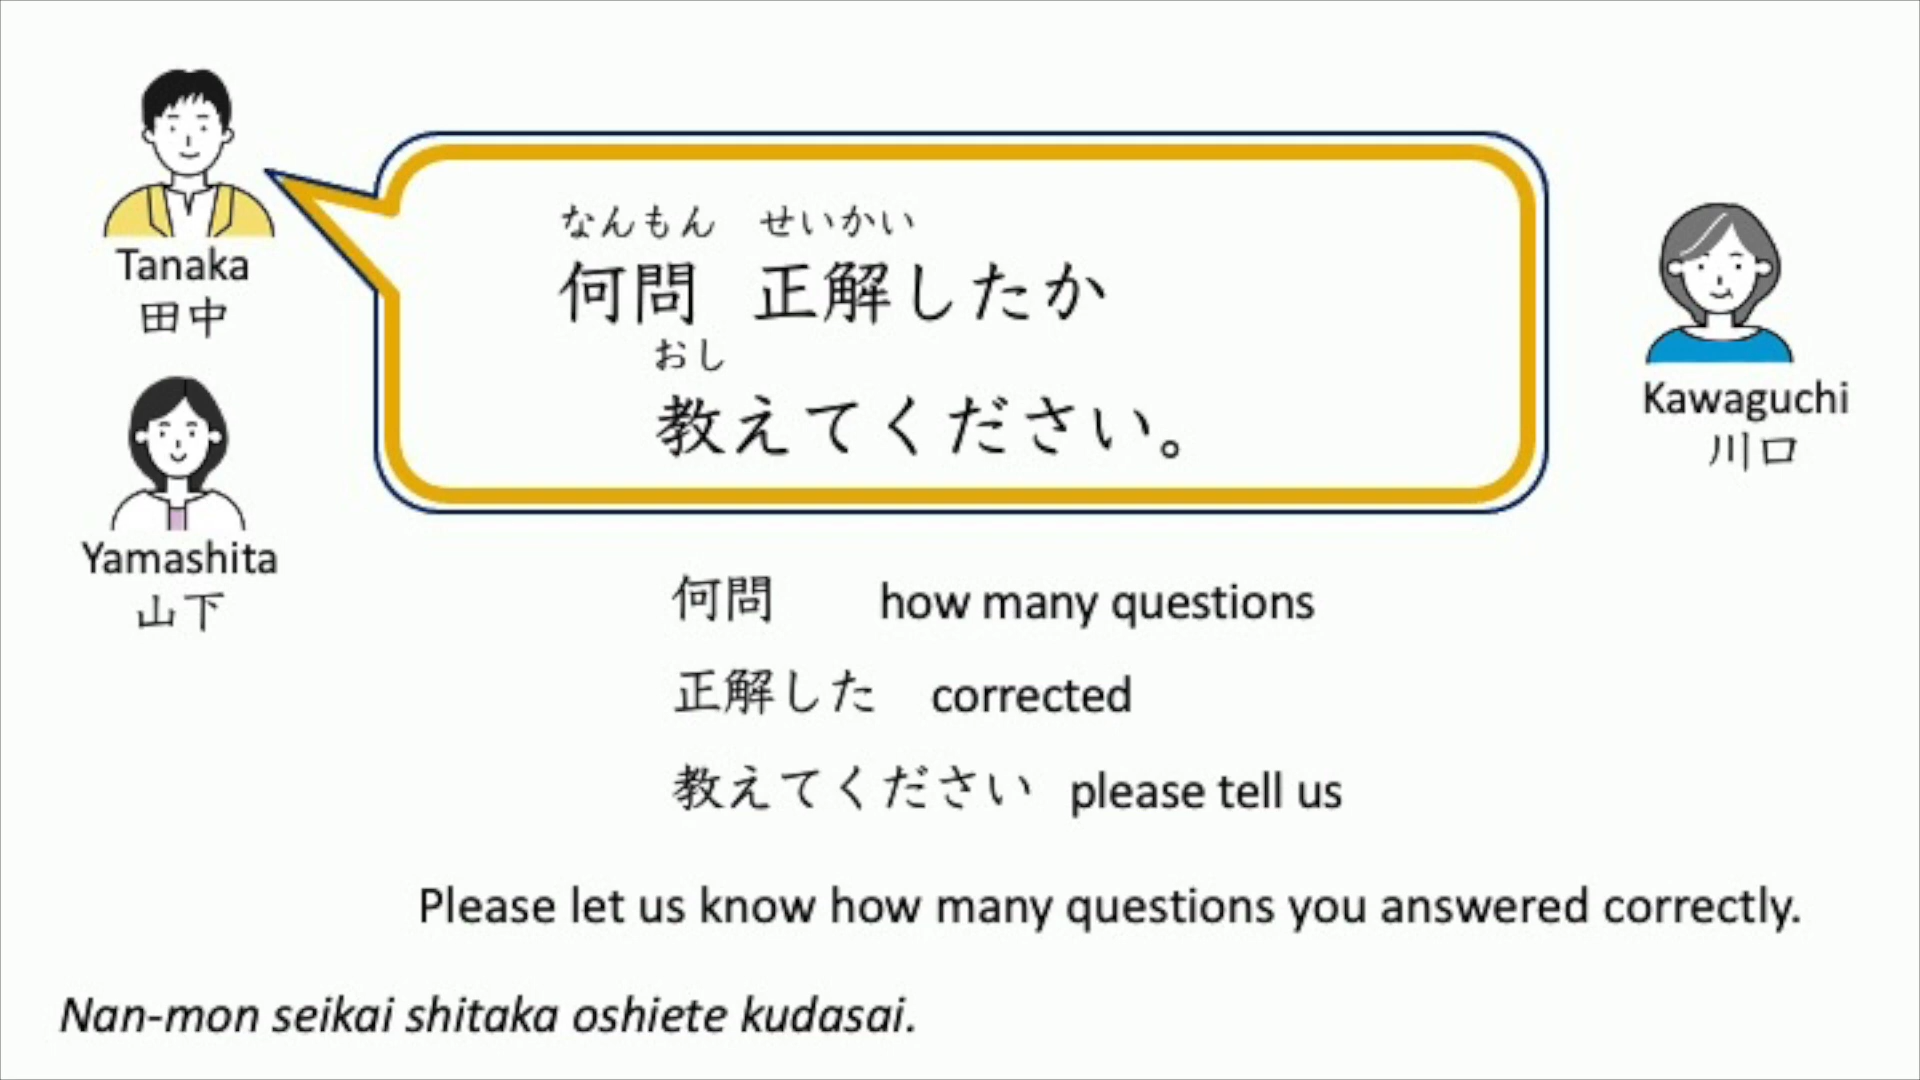 Tanaka
田中
Yamashita
山下
なんもん せいかい
何問 正解したか
おし
教えてください。
Kawaguchi
川口
何問 how many questions
正解した corrected
教えてください please tell us
Please let us know how many questions you answered correctly.
Nan-mon seikai shitaka oshiete kudasai.